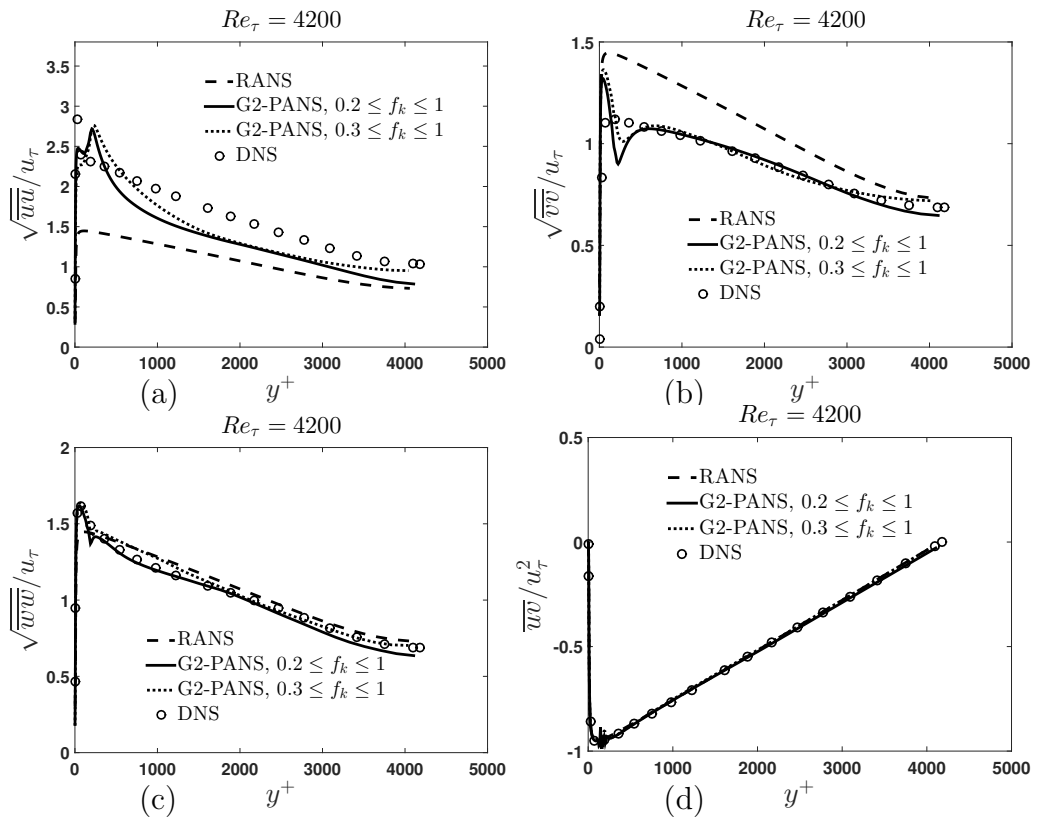 Re_τ = 4200
√\overline{uu}/u_τ
4
3.5
3
2.5
2
1.5
1
0.5
0
RANS
G2-PANS, 0.2 ≤ f_k ≤ 1
G2-PANS, 0.3 ≤ f_k ≤ 1
DNS
0 1000 2000 3000 4000 5000
y^+
(a)
Re_τ = 4200
√\overline{vv}/u_τ
1.5
1
0.5
0
RANS
G2-PANS, 0.2 ≤ f_k ≤ 1
G2-PANS, 0.3 ≤ f_k ≤ 1
DNS
0 1000 2000 3000 4000 5000
y^+
(b)
Re_τ = 4200
√\overline{ww}/u_τ
2
1.5
1
0.5
0
RANS
G2-PANS, 0.2 ≤ f_k ≤ 1
G2-PANS, 0.3 ≤ f_k ≤ 1
DNS
0 1000 2000 3000 4000 5000
y^+
(c)
Re_τ = 4200
\overline{uv}/u_τ^2
0.5
0
-0.5
-1
RANS
G2-PANS, 0.2 ≤ f_k ≤ 1
G2-PANS, 0.3 ≤ f_k ≤ 1
DNS
0 1000 2000 3000 4000 5000
y^+
(d)